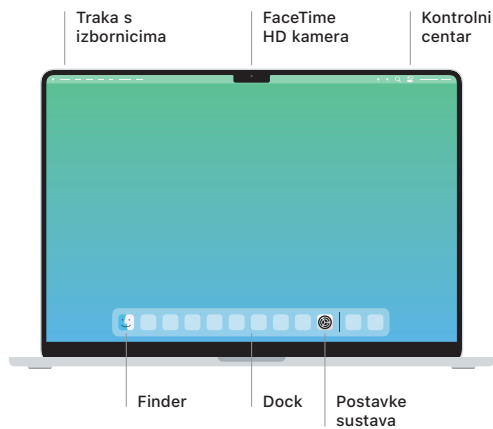 Traka s
izbornicima
FaceTime
HD kamera
Kontrolni
centar
Finder
Dock
Postavke
sustava